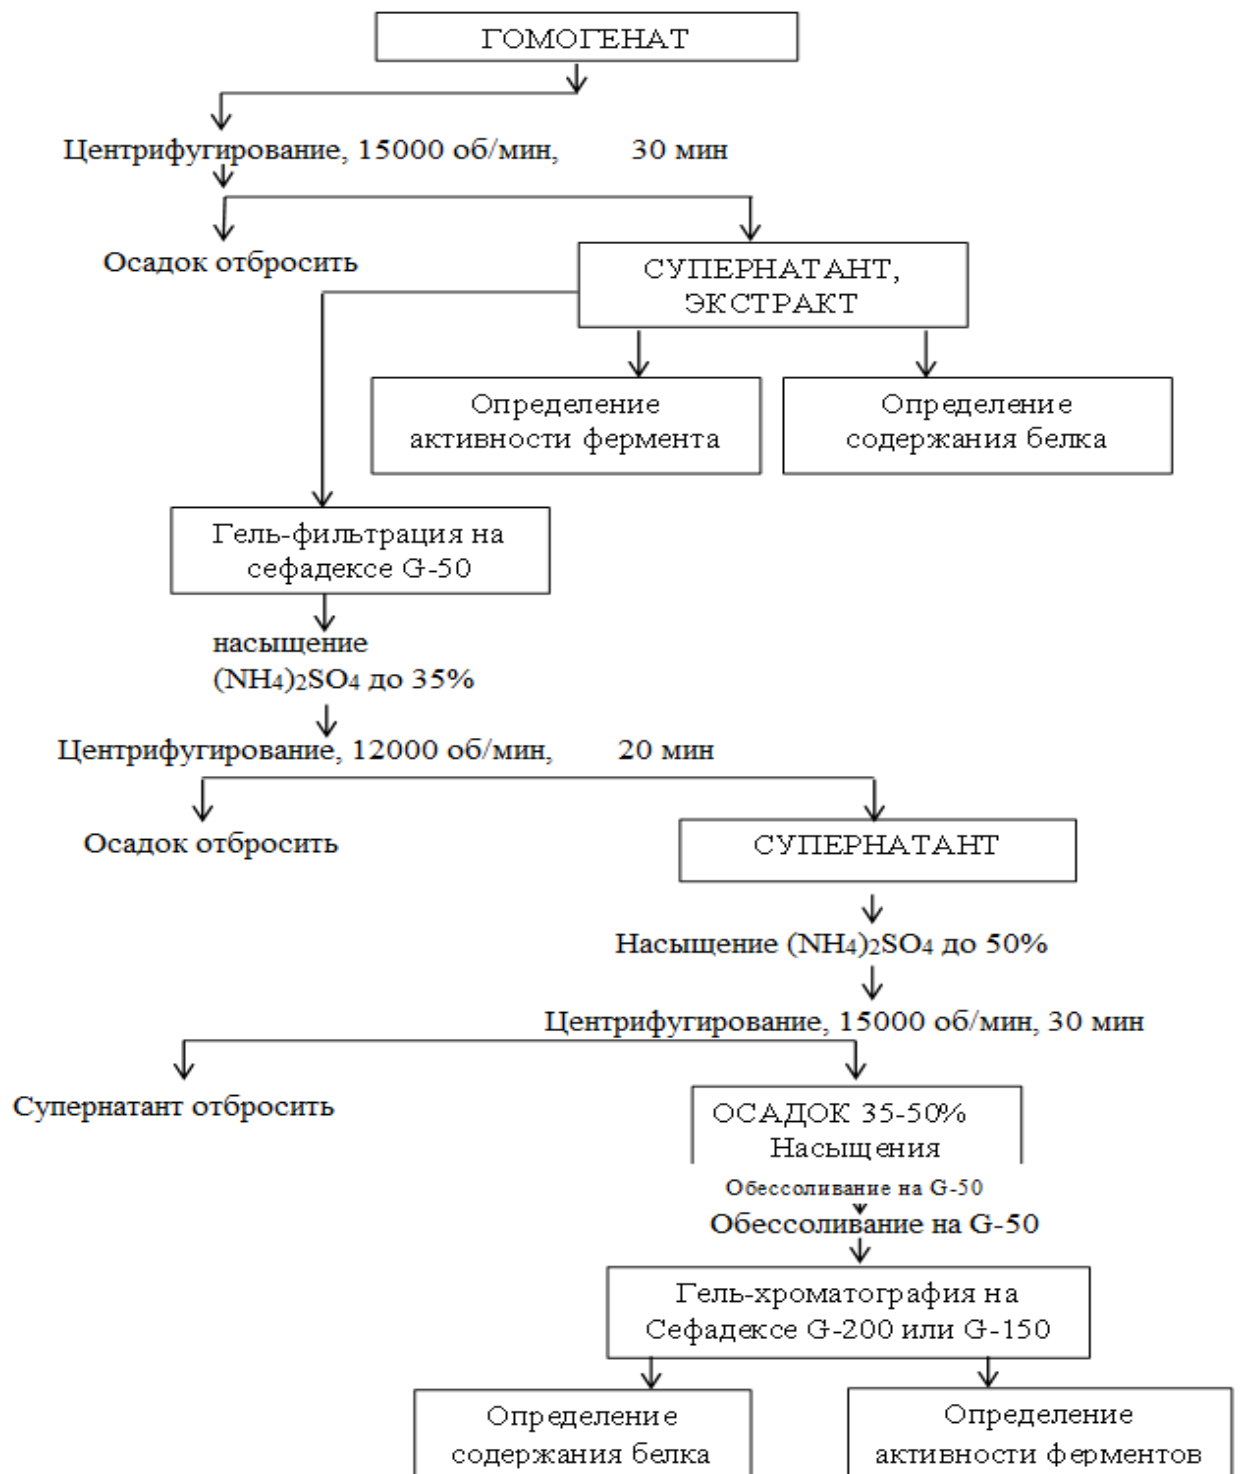 ГОМОГЕНАТ
Центрифугирование, 15000 об/мин, 30 мин
Осадок отбросить
СУПЕРНАТАНТ,
ЭКСТРАКТ
Определение
активности фермента
Определение
содержания белка
Гель-фильтрация на
сефадексе G-50
насыщение
(NH4)2SO4 до 35%
Центрифугирование, 12000 об/мин, 20 мин
Осадок отбросить
СУПЕРНАТАНТ
Насыщение (NH4)2SO4 до 50%
Центрифугирование, 15000 об/мин, 30 мин
Супернатант отбросить
ОСАДОК 35-50%
Насыщения
Обессоливание на G-50
Обессоливание на G-50
Гель-хроматография на
Сефадексе G-200 или G-150
Определение
содержания белка
Определение
активности ферментов